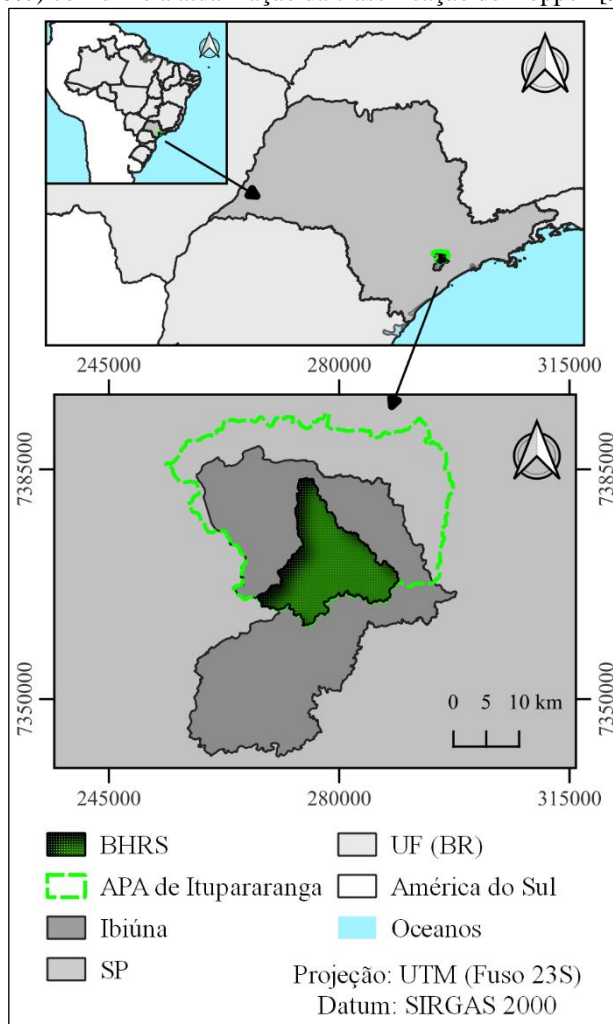 245000 280000 315000
7385000 7385000
0 5 10 km
7350000 7350000
245000 280000 315000
BHRS UF (BR)
APA de Itupararanga América do Sul
Ibiúna Oceanos
SP Projeção: UTM (Fuso 23S)
Datum: SIRGAS 2000